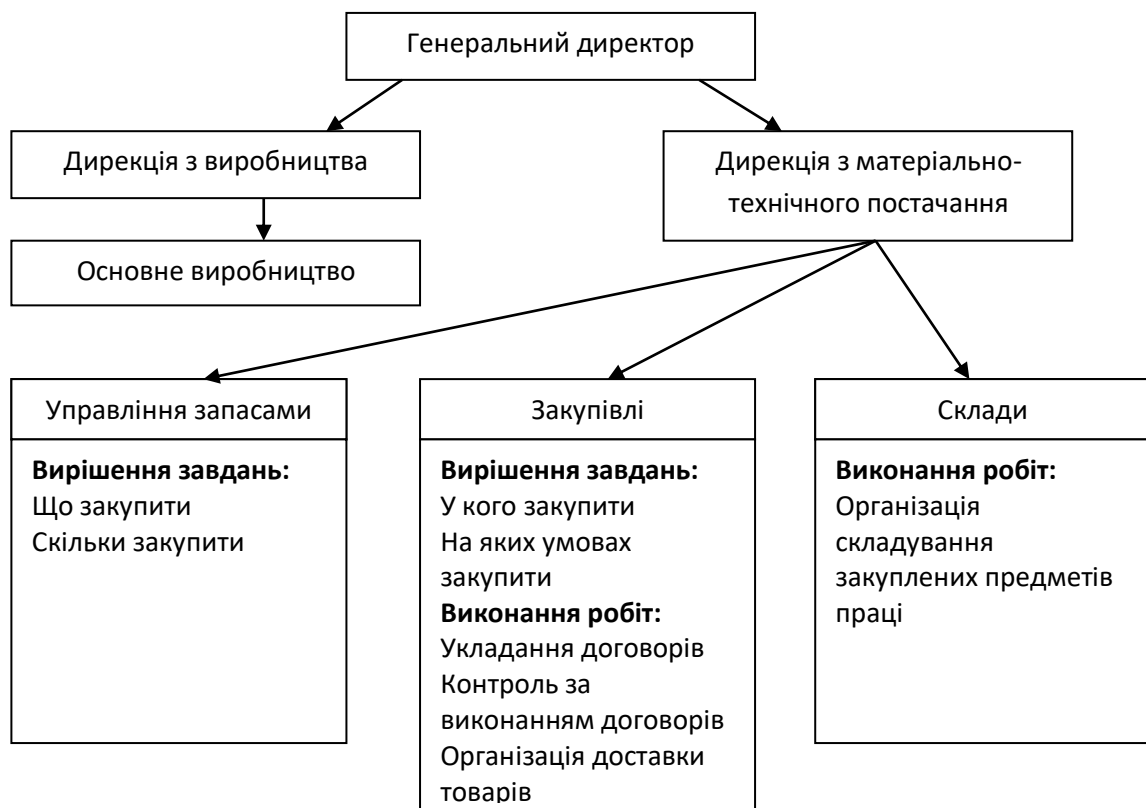 Генеральний директор
Дирекція з виробництва
Дирекція з матеріально-
технічного постачання
Основне виробництво
Управління запасами
Вирішення завдань:
Що закупити
Скільки закупити
Закупівлі
Вирішення завдань:
У кого закупити
На яких умовах
закупити
Виконання робіт:
Укладання договорів
Контроль за
виконанням договорів
Організація доставки
товарів
Склади
Виконання робіт:
Організація
складування
закуплених предметів
праці